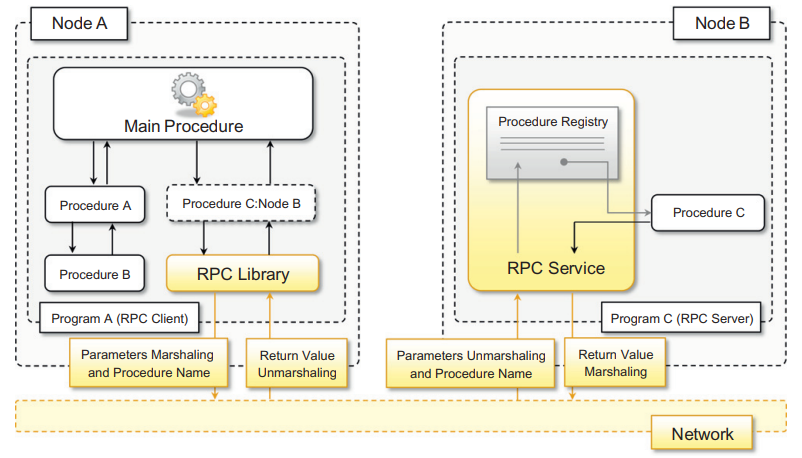 Node A
Node B
Main Procedure
Procedure Registry
Procedure A
Procedure C:Node B
Procedure C
Procedure B
RPC Library
RPC Service
Program A (RPC Client)
Program C (RPC Server)
Parameters Marshaling
and Procedure Name
Return Value
Unmarshaling
Parameters Unmarshaling
and Procedure Name
Return Value
Marshaling
Network